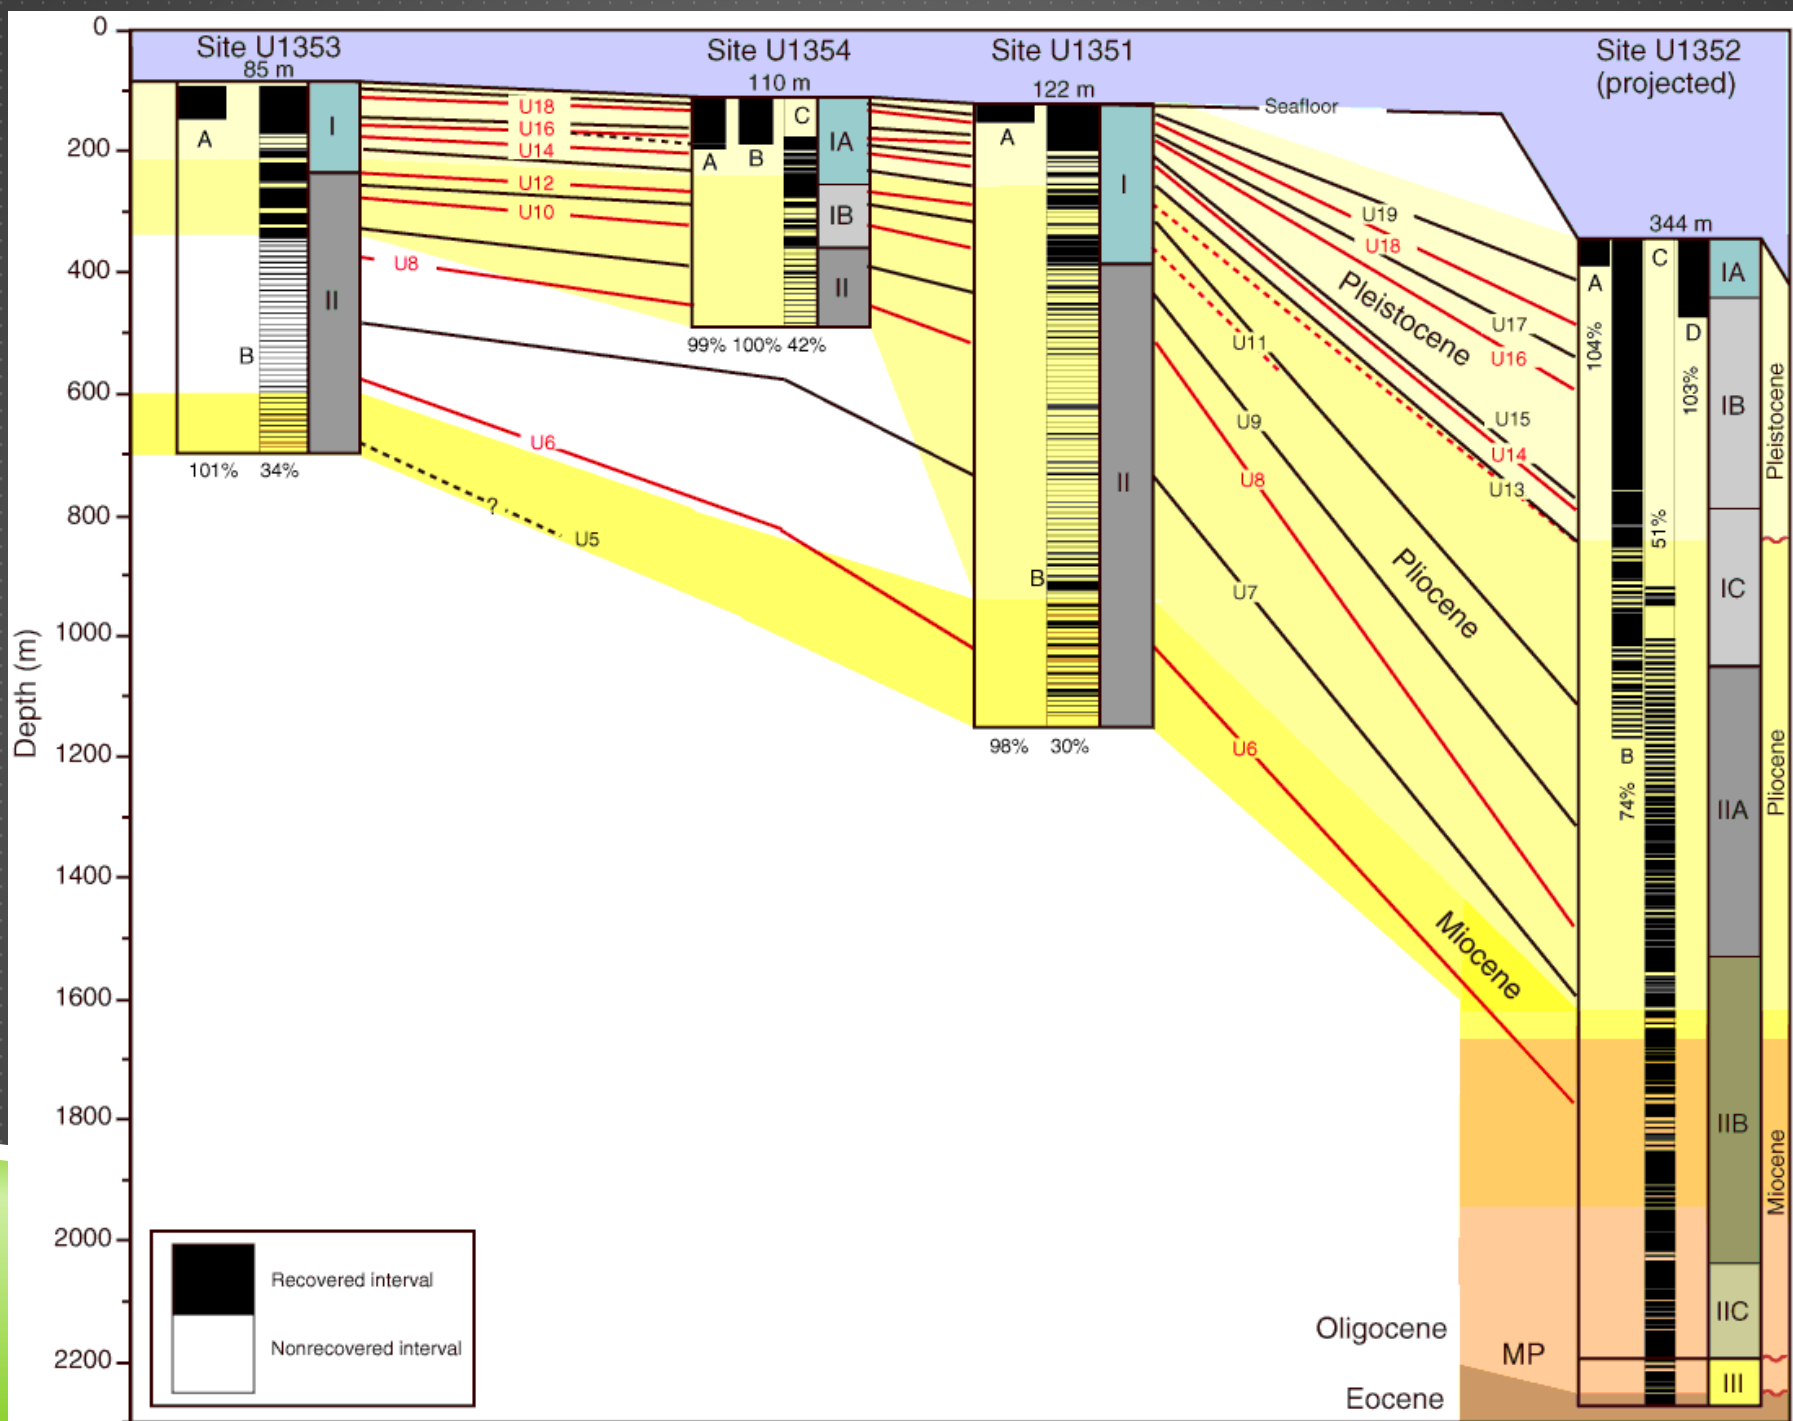 Site U1353
85 m
Site U1354
110 m
Site U1351
122 m
Site U1352
(projected)
344 m
Seafloor
0
200
400
600
800
1000
1200
1400
1600
1800
2000
2200
Depth (m)
A
B
I
II
101%
34%
U18
U16
U14
U12
U10
U8
U6
?
U5
A
B
C
IA
IB
II
99%
100%
42%
A
B
I
II
98%
30%
U19
U18
U17
U16
U15
U14
U13
U11
U9
U8
U7
U6
Pleistocene
Pliocene
Miocene
A
104%
B
74%
C
51%
D
103%
IA
IB
IC
IIA
IIB
IIC
III
Pleistocene
Pliocene
Miocene
Oligocene
MP
Eocene
Recovered interval
Nonrecovered interval